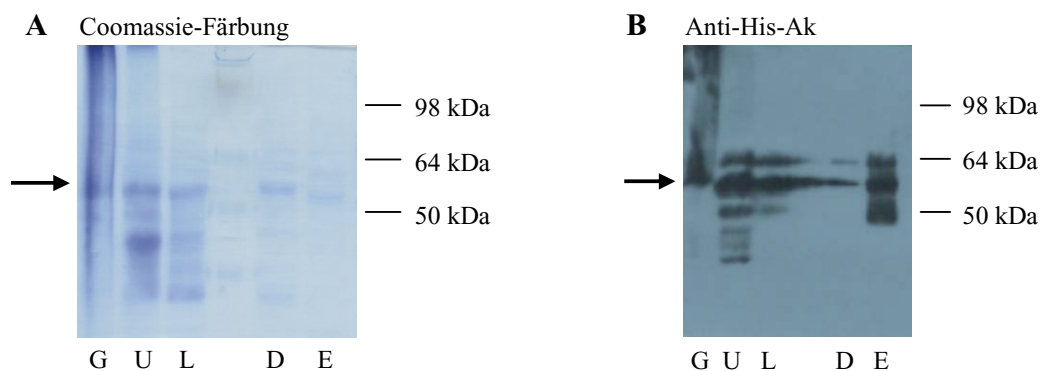 A Coomassie-Färbung
98 kDa
64 kDa
50 kDa
G U L D E
B Anti-His-Ak
98 kDa
64 kDa
50 kDa
G U L D E